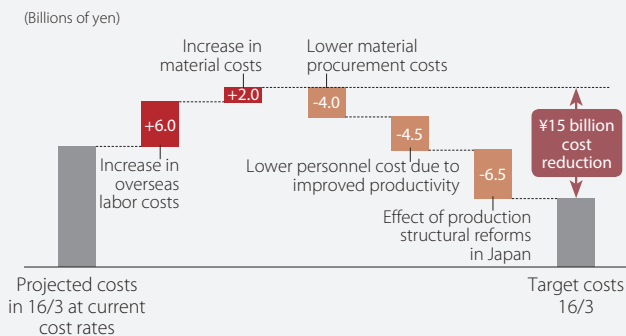 (Billions of yen)
Increase in
material costs
+2.0
Lower material
procurement costs
-4.0
+6.0
Increase in
overseas
labor costs
-4.5
Lower personnel cost due to
improved productivity
-6.5
Effect of production
structural reforms
in Japan
¥15 billion
cost
reduction
Projected costs
in 16/3 at current
cost rates
Target costs
16/3